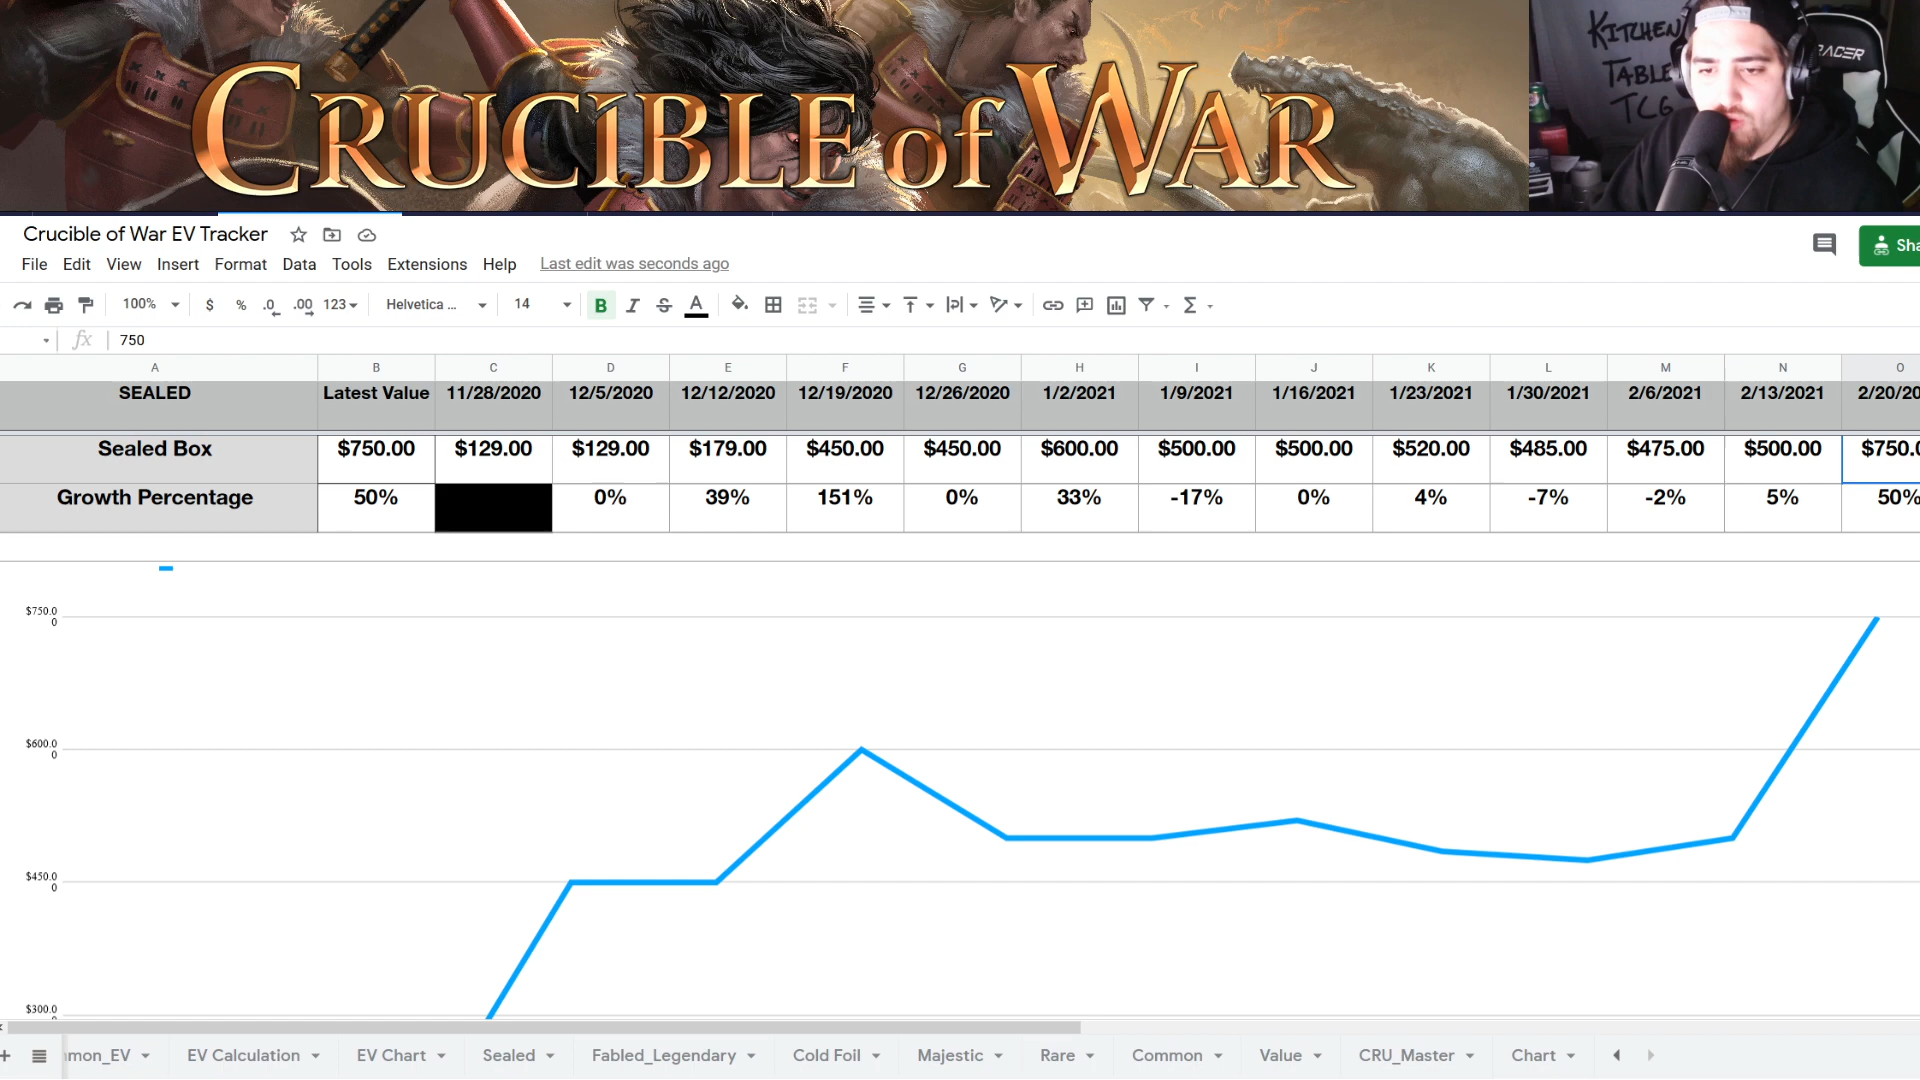 CRUCIBLE of WAR
KITCHEN
TABLE
TCG
RACER
Crucible of War EV Tracker
File Edit View Insert Format Data Tools Extensions Help Last edit was seconds ago
100% $ % .0 .00 123 Helvetica ... 14 B I S A Σ
fx 750
A B C D E F G H I J K L M N O
SEALED Latest Value 11/28/2020 12/5/2020 12/12/2020 12/19/2020 12/26/2020 1/2/2021 1/9/2021 1/16/2021 1/23/2021 1/30/2021 2/6/2021 2/13/2021 2/20/20
Sealed Box $750.00 $129.00 $129.00 $179.00 $450.00 $450.00 $600.00 $500.00 $500.00 $520.00 $485.00 $475.00 $500.00 $750.0
Growth Percentage 50% 0% 39% 151% 0% 33% -17% 0% 4% -7% -2% 5% 50%
$750.0
0
$600.0
0
$450.0
0
$300.0
mon_EV EV Calculation EV Chart Sealed Fabled_Legendary Cold Foil Majestic Rare Common Value CRU_Master Chart